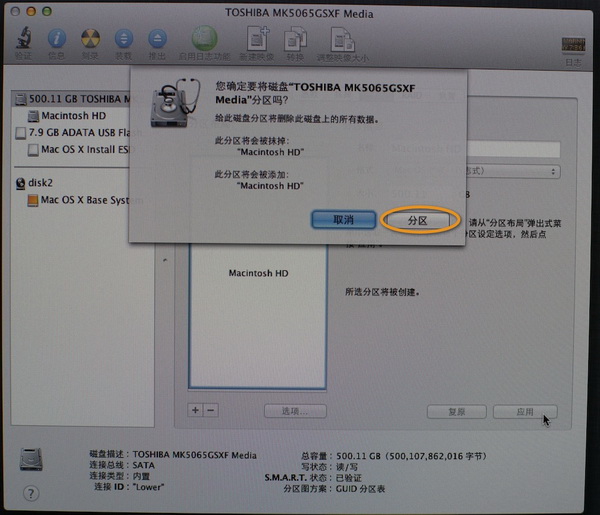 TOSHIBA MK5065GSXF Media
验证 信息 刻录 装载 推出 启用日志功能 新建映像 转换 调整映像大小 日志
您确定要将磁盘“TOSHIBA MK5065GSXF
Media”分区吗?
给此磁盘分区将删除此磁盘上的所有数据。
此分区将会被抹掉:
"Macintosh HD"
此分区将会被添加:
"Macintosh HD"
取消 分区
500.11 GB TOSHIBA M
Macintosh HD
7.9 GB ADATA USB Flash
Mac OS X Install ESD
disk2
Mac OS X Base System
请从“分区布局”弹出式菜
分区设定选项，然后点
Macintosh HD
所选分区将被创建。
选项...
复原
应用
磁盘描述：TOSHIBA MK5065GSXF Media
连接总线：SATA
连接类型：内置
连接 ID："Lower"
总容量：500.11 GB（500,107,862,016 字节）
写状态：读/写
S.M.A.R.T. 状态：已验证
分区图方案：GUID 分区表